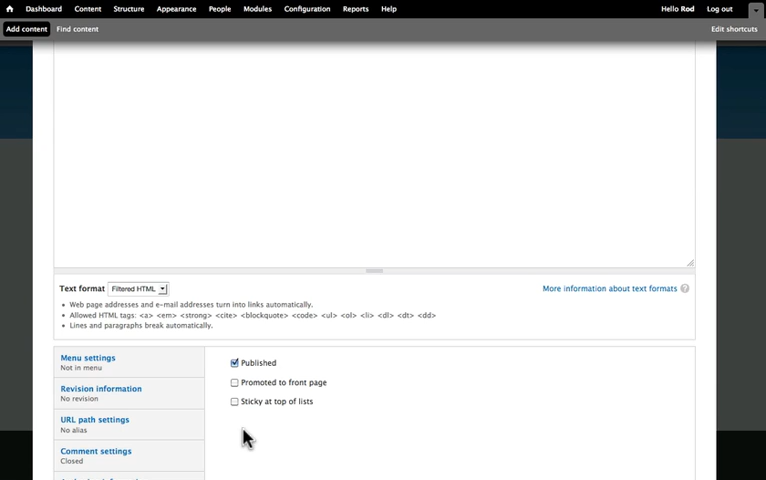 Dashboard Content Structure Appearance People Modules Configuration Reports Help Hello Rod Log out
Add content Find content Edit shortcuts
Text format Filtered HTML More information about text formats ?
Web page addresses and e-mail addresses turn into links automatically.
Allowed HTML tags: <a> <em> <strong> <cite> <blockquote> <code> <ul> <ol> <li> <dl> <dt> <dd>
Lines and paragraphs break automatically.
Menu settings
Not in menu
Published
Promoted to front page
Sticky at top of lists
Revision information
No revision
URL path settings
No alias
Comment settings
Closed